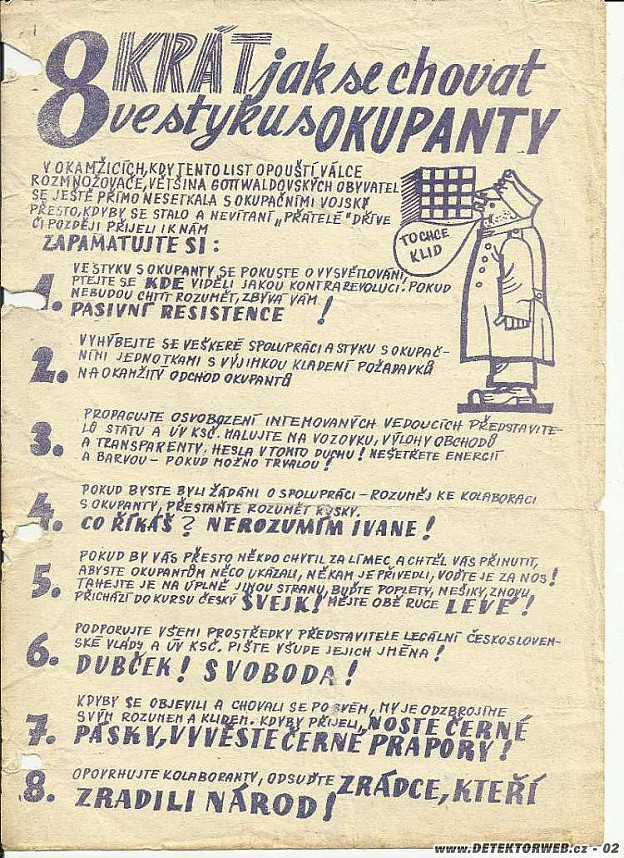 8 KRÁT jak se chovat
ve styku s OKUPANTY
V OKAMŽICÍCH, KDY TENTO LIST OPOUŠTÍ VÁLCE
ROZMNOŽOVAČE, VĚTŠINA GOTTWALDOVSKÝCH OBYVATEL
SE JEŠTĚ PŘÍMO NESETKALA S OKUPAČNÍMI VOJSKY
PŘESTO, KDYBY SE STALO A NEVÍTANÍ „PŘÁTELÉ" DŘÍVE
ČI POZDĚJI PŘIJELI I K NÁM
ZAPAMATUJTE SI:
TO CHCE
KLID
1. VE STYKU S OKUPANTY SE POKUSTE O VYSVĚTLOVÁNÍ,
PTEJTE SE KDE VIDĚLI JAKOU KONTRAREVOLUCI. POKUD
NEBUDOU CHTÍT ROZUMĚT, ZBÝVÁ VÁM
PASIVNÍ RESISTENCE !
2. VYHÝBEJTE SE VEŠKERÉ SPOLUPRÁCI A STYKU S OKUPAČ-
NÍMI JEDNOTKAMI S VÝJIMKOU KLADENÍ POŽADAVKŮ
NA OKAMŽITÝ ODCHOD OKUPANTŮ
3. PROPAGUJTE OSVOBOZENÍ INTERNOVANÝCH VEDOUCÍCH PŘEDSTAVITE-
LŮ STÁTU A ÚV KSČ. MALUJTE NA VOZOVKU, VÝLOHY OBCHODŮ
A TRANSPARENTY, HESLA V TOMTO DUCHU! NEŠETŘETE ENERGIÍ
A BARVOU – POKUD MOŽNO TRVALOU!
4. POKUD BYSTE BYLI ŽÁDÁNI O SPOLUPRÁCI – ROZUMĚJ KE KOLABORACI
S OKUPANTY, PŘESTAŇTE ROZUMĚT RUSKY.
CO ŘÍKÁŠ? NEROZUMÍM IVANE!
5. POKUD BY VÁS PŘESTO NĚKDO CHYTIL ZA LÍMEC A CHTĚL VÁS PŘINUTIT,
ABYSTE OKUPANTŮM NĚCO UKÁZALI, NĚKAM JE PŘIVEDLI, VOĎTE JE ZA NOS!
TAHEJTE JE NA ÚPLNĚ JINOU STRANU, BUĎTE POPLETY, NEŠIKY, ZNOVU
PŘICHÁZÍ DO KURSU ČESKÝ ŠVEJK! MĚJTE OBĚ RUCE LEVÉ!
6. PODPORUJTE VŠEMI PROSTŘEDKY PŘEDSTAVITELE LEGÁLNÍ ČESKOSLOVEN-
SKÉ VLÁDY A ÚV KSČ. PIŠTE VŠUDE JEJICH JMÉNA!
DUBČEK! SVOBODA!
7. KDYBY SE OBJEVILI A CHOVALI SE PO SVÉM, MY JE ODZBROJÍME
SVÝM ROZUMEM A KLIDEM. KDYBY PŘIJELI, NOSTE ČERNÉ
PÁSKY, VYVĚSTE ČERNÉ PRAPORY!
8. OPOVRHUJTE KOLABORANTY, ODSUĎTE ZRÁDCE, KTEŘÍ
ZRADILI NÁROD!
www.DETEKTORWEB.cz - 02